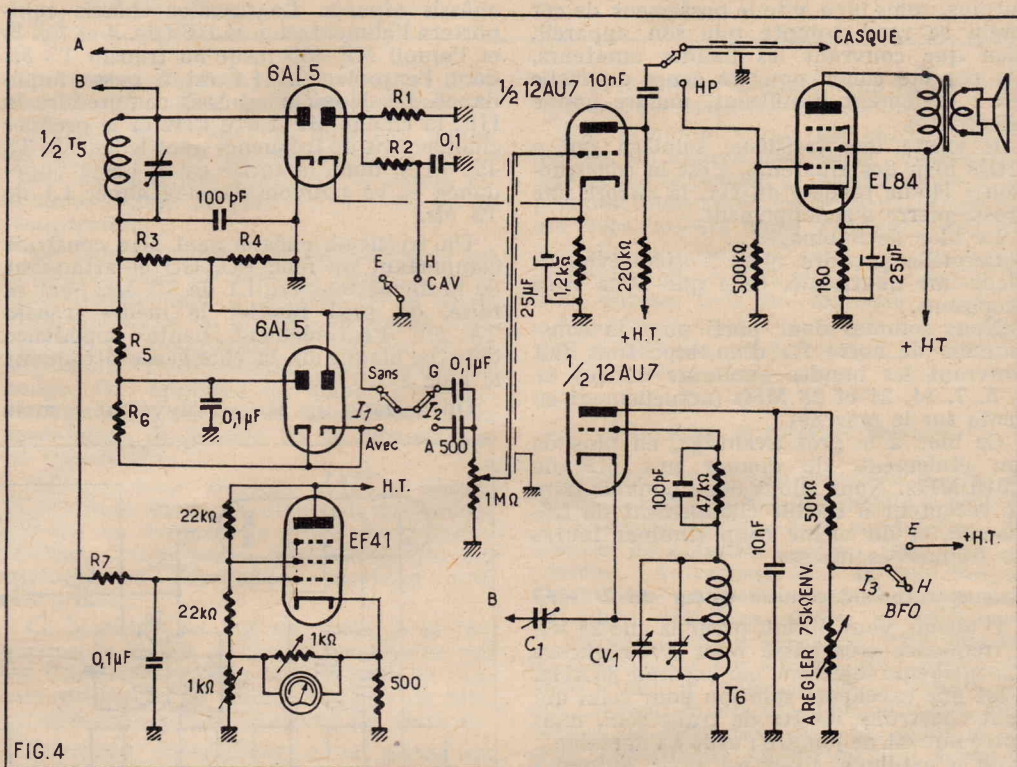 A
B
6AL5
R1
R2
0,1
½ T5
100 pF
R3
R4
10nF
CASQUE
HP
½ 12AU7
EL84
25µF
1,2kΩ
220kΩ
+H.T.
500kΩ
180
25µF
+ HT
E
H
CAV
6AL5
R5
R6
0,1µF
Sans
I1
Avec
G
I2
0,1µF
A 500
1MΩ
½ 12AU7
H.T.
22kΩ
EF41
R7
22kΩ
0,1µF
1kΩ
1kΩ
500
100pF
47kΩ
10nF
50kΩ
E
+H.T.
I3
H
BFO
B
C1
CV1
T6
A REGLER 75kΩ ENV.
FIG. 4